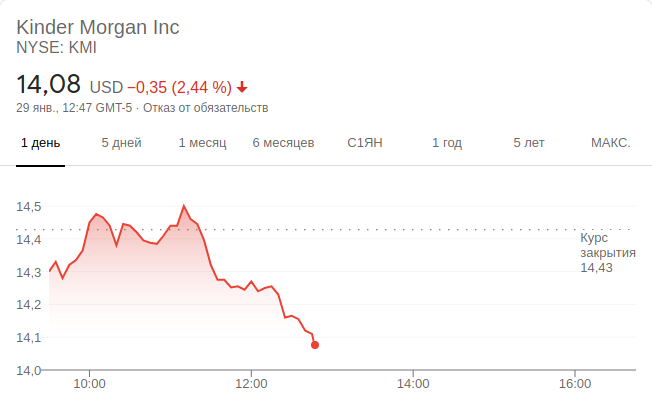 Kinder Morgan Inc
NYSE: KMI
14,08 USD −0,35 (2,44 %)
29 янв., 12:47 GMT-5 · Отказ от обязательств
1 день 5 дней 1 месяц 6 месяцев С1ЯН 1 год 5 лет МАКС.
14,5
14,4
14,3
14,2
14,1
14,0
Курс
закрытия
14,43
10:00 12:00 14:00 16:00